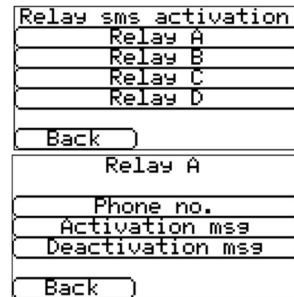 Relay sms activation
Relay A
Relay B
Relay C
Relay D
Back
Relay A
Phone no.
Activation msg
Deactivation msg
Back